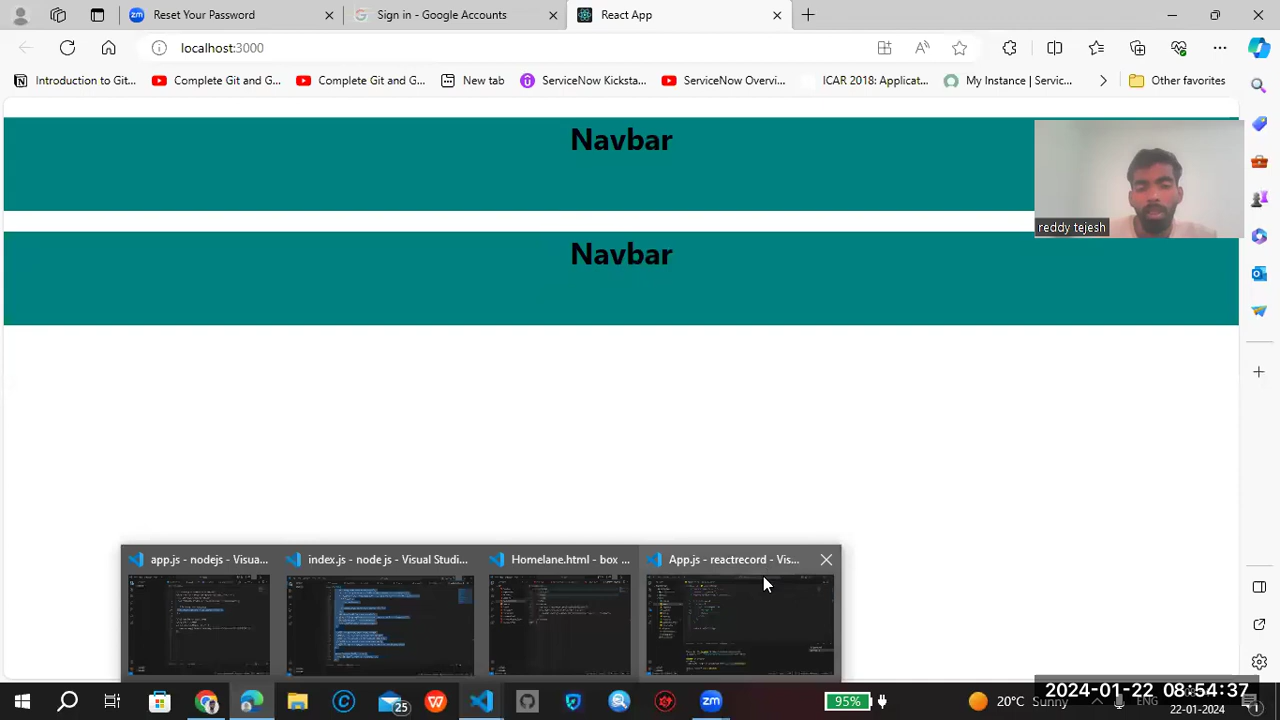 Reset Your Password
Sign in - Google Accounts
React App
localhost:3000
Introduction to Git...
Complete Git and G...
Complete Git and G...
New tab
ServiceNow Kicksta...
ServiceNow Overvi...
ICAR 2018: Applicat...
My Instance | Servic...
Other favorites
Navbar
reddy tejesh
Navbar
app.js - nodejs - Visua...
index.js - node js - Visual Studi...
Homelane.html - box ...
App.js - reactrecord - Vis...
25
zm
95%
20°C Sunny
ENG
2024-01-22 08:54:37
22-01-2024